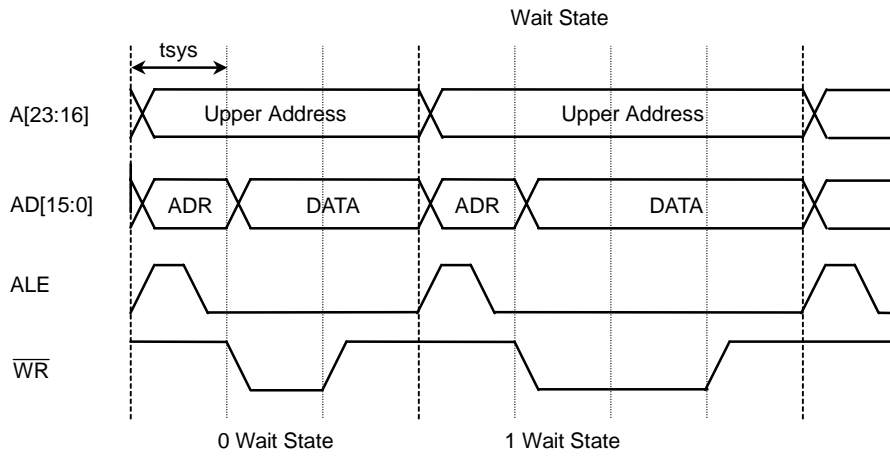 Wait State
tsys
A[23:16] Upper Address Upper Address
AD[15:0] ADR DATA ADR DATA
ALE
WR
0 Wait State 1 Wait State